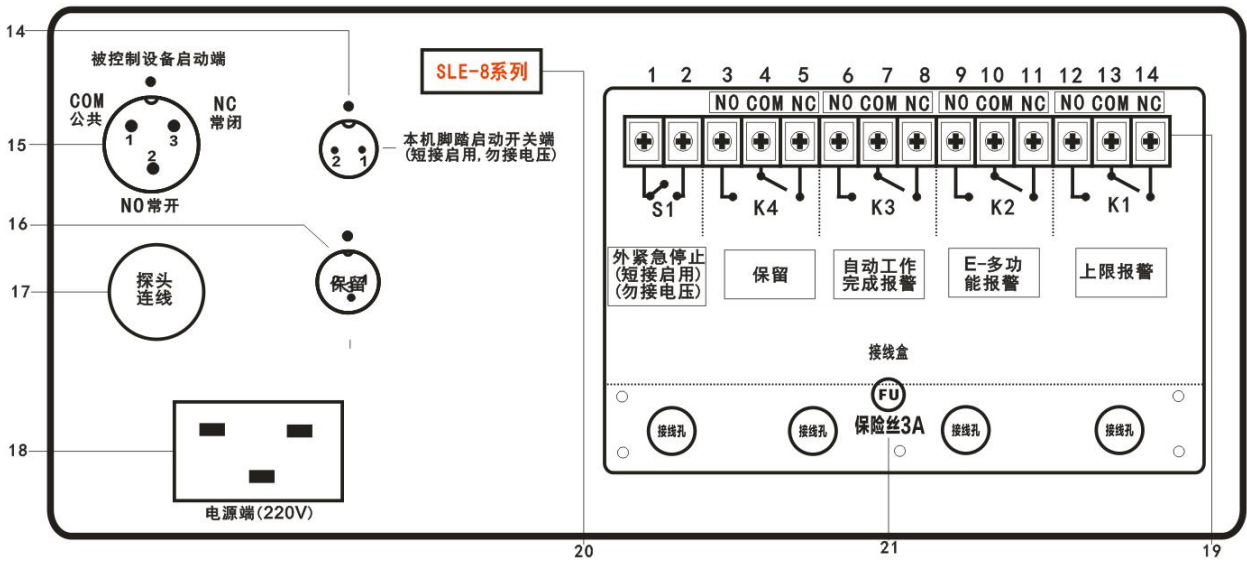 14
被控制设备启动端
COM
公共
NC
常闭
1
3
2
NO常开
15
2 1
本机脚踏启动开关端
(短接启用,勿接电压)
SLE-8系列
16
17
探头
连线
保留
18
电源端(220V)
1 2 3 4 5 6 7 8 9 10 11 12 13 14
NO COM NC NO COM NC NO COM NC NO COM NC
S1 K4 K3 K2 K1
外紧急停止
(短接启用)
(勿接电压)
保留
自动工作
完成报警
E-多功
能报警
上限报警
接线盒
FU
保险丝3A
接线孔 接线孔 接线孔 接线孔
20
21
19